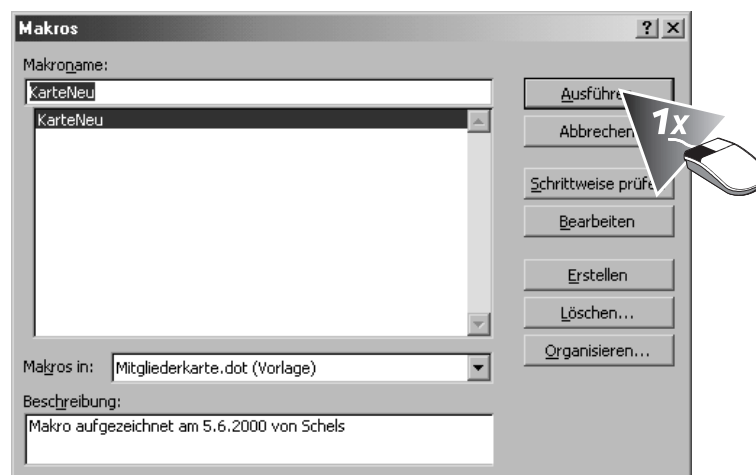 Makros
Makroname:
KarteNeu
KarteNeu
Makros in:
Mitgliederkarte.dot (Vorlage)
Beschreibung:
Makro aufgezeichnet am 5.6.2000 von Schels
Ausführe
1x
Abbrechen
Schrittweise prüfe
Bearbeiten
Erstellen
Löschen...
Organisieren...